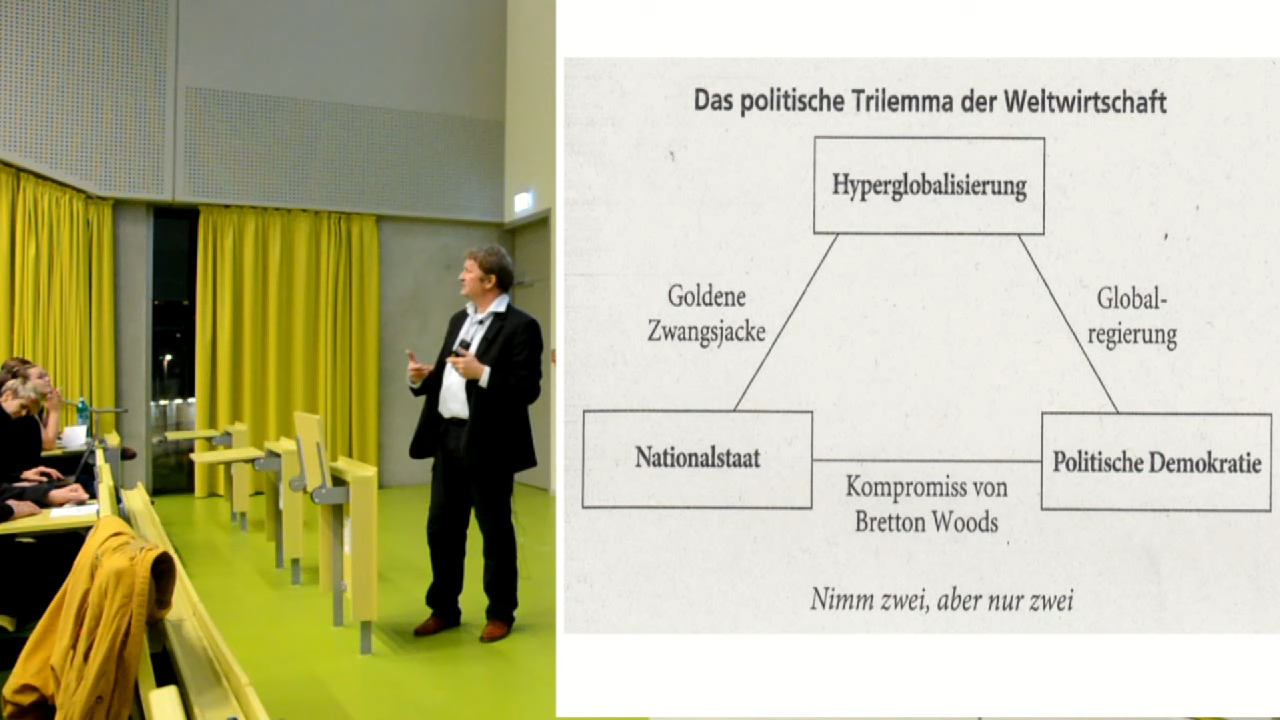 Das politische Trilemma der Weltwirtschaft
Hyperglobalisierung
Goldene
Zwangsjacke
Global-
regierung
Nationalstaat
Politische Demokratie
Kompromiss von
Bretton Woods
Nimm zwei, aber nur zwei